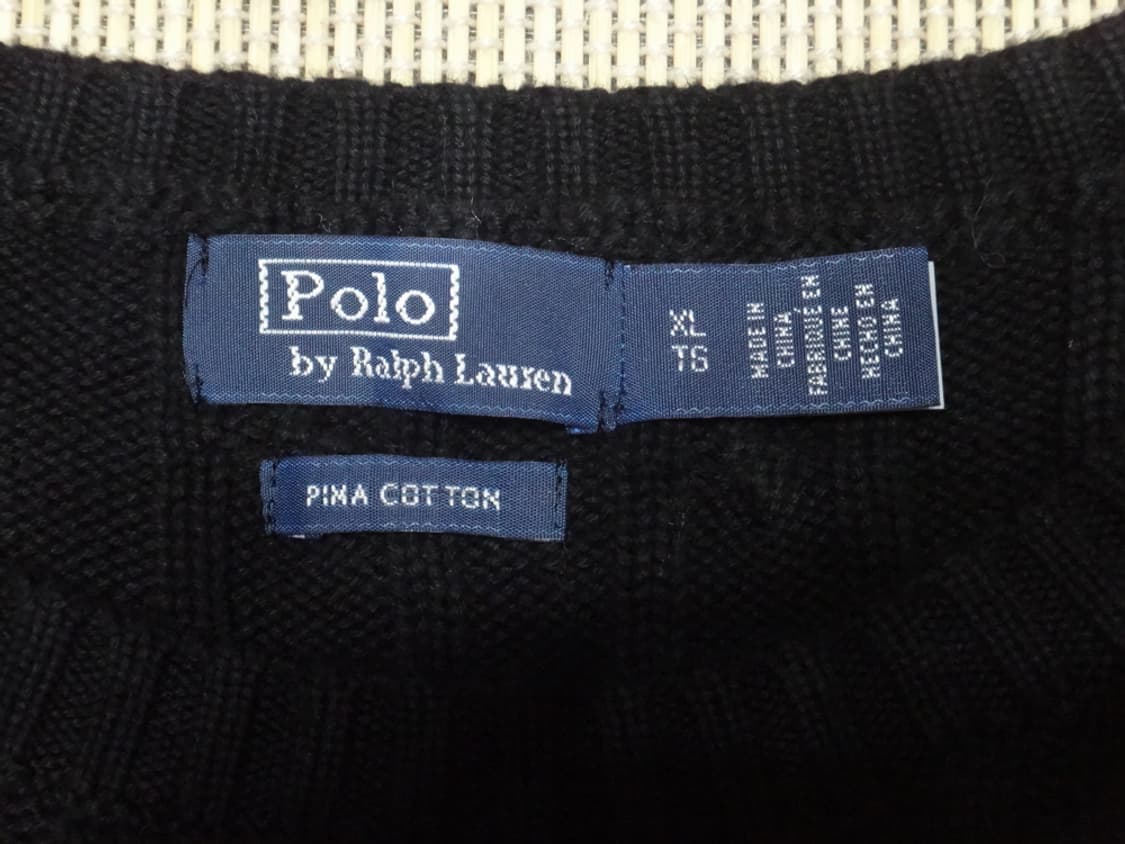 Polo
by Ralph Lauren
XL
TG
MADE IN
CHINA
FABRIQUÉ EN
CHINE
HECHO EN
CHINA
PIMA COTTON